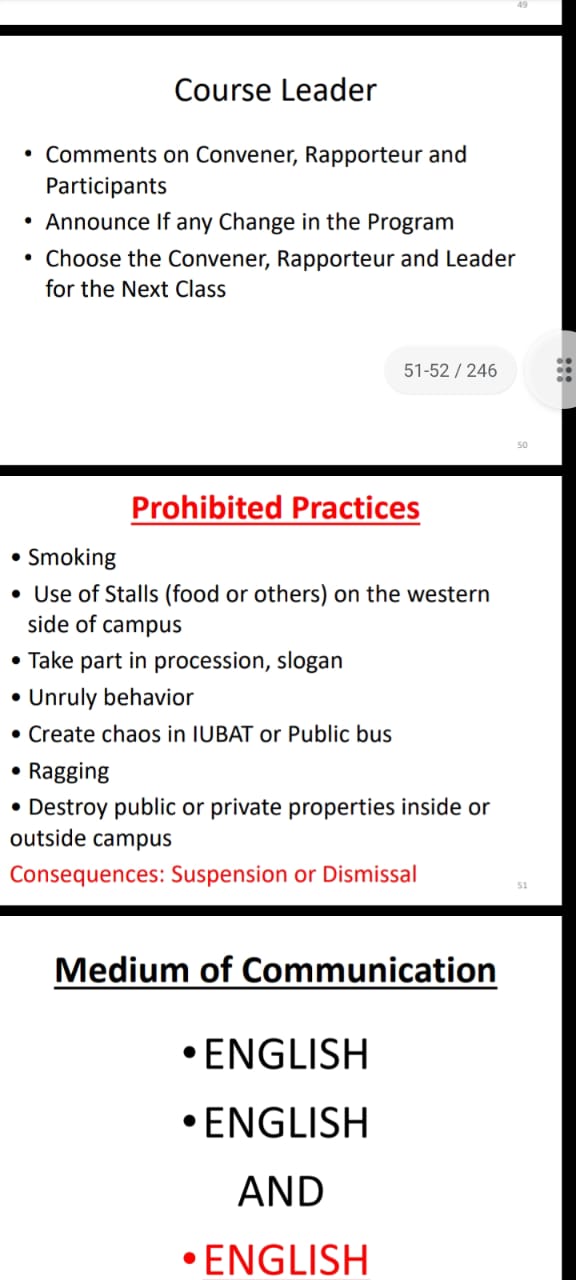 49
Course Leader
• Comments on Convener, Rapporteur and
Participants
• Announce If any Change in the Program
• Choose the Convener, Rapporteur and Leader
for the Next Class
51-52 / 246
50
Prohibited Practices
• Smoking
• Use of Stalls (food or others) on the western
side of campus
• Take part in procession, slogan
• Unruly behavior
• Create chaos in IUBAT or Public bus
• Ragging
• Destroy public or private properties inside or
outside campus
Consequences: Suspension or Dismissal
51
Medium of Communication
• ENGLISH
• ENGLISH
AND
• ENGLISH